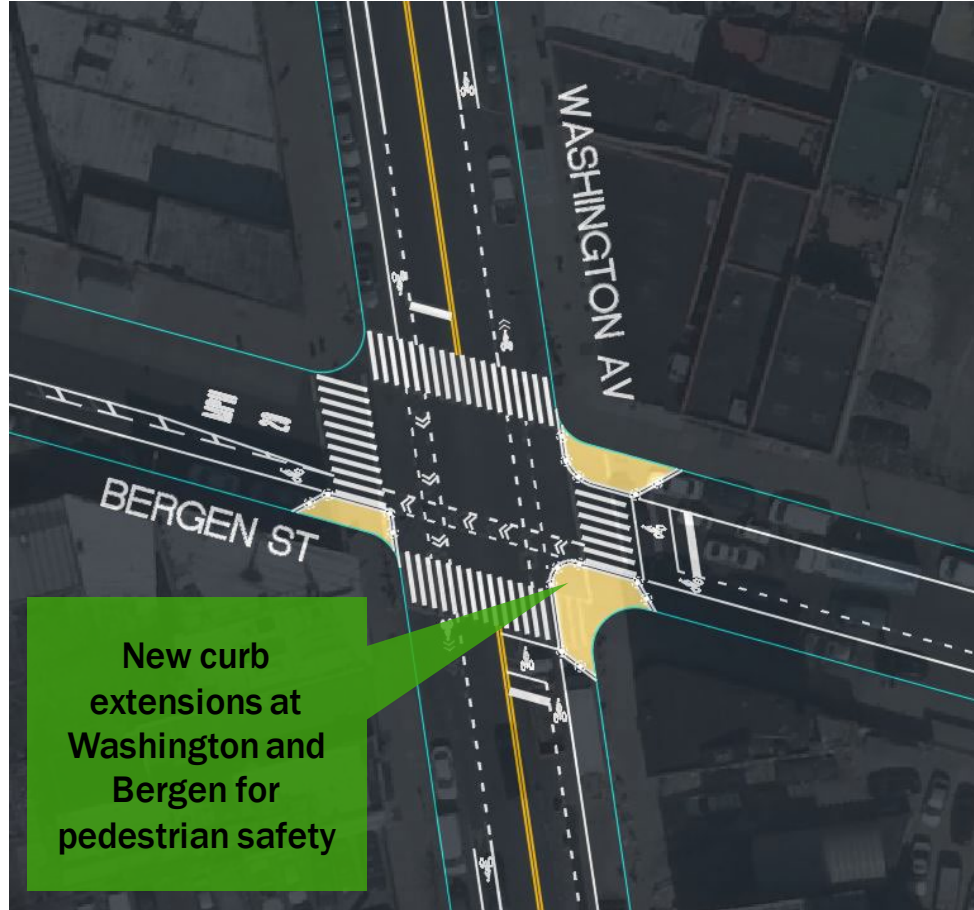 WASHINGTON AV
BERGEN ST
New curb
extensions at
Washington and
Bergen for
pedestrian safety